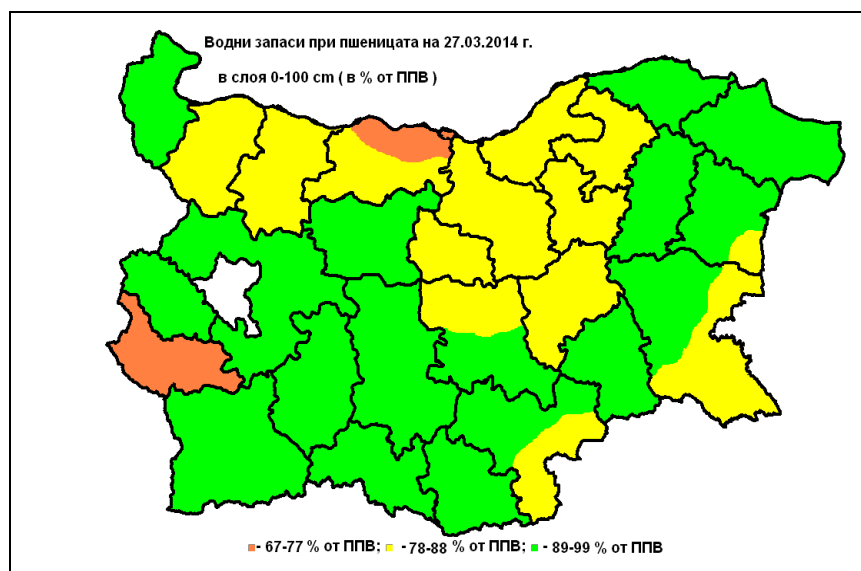 Водни запаси при пшеницата на 27.03.2014 г.
в слоя 0-100 cm ( в % от ППВ )
- 67-77 % от ППВ; - 78-88 % от ППВ; - 89-99 % от ППВ